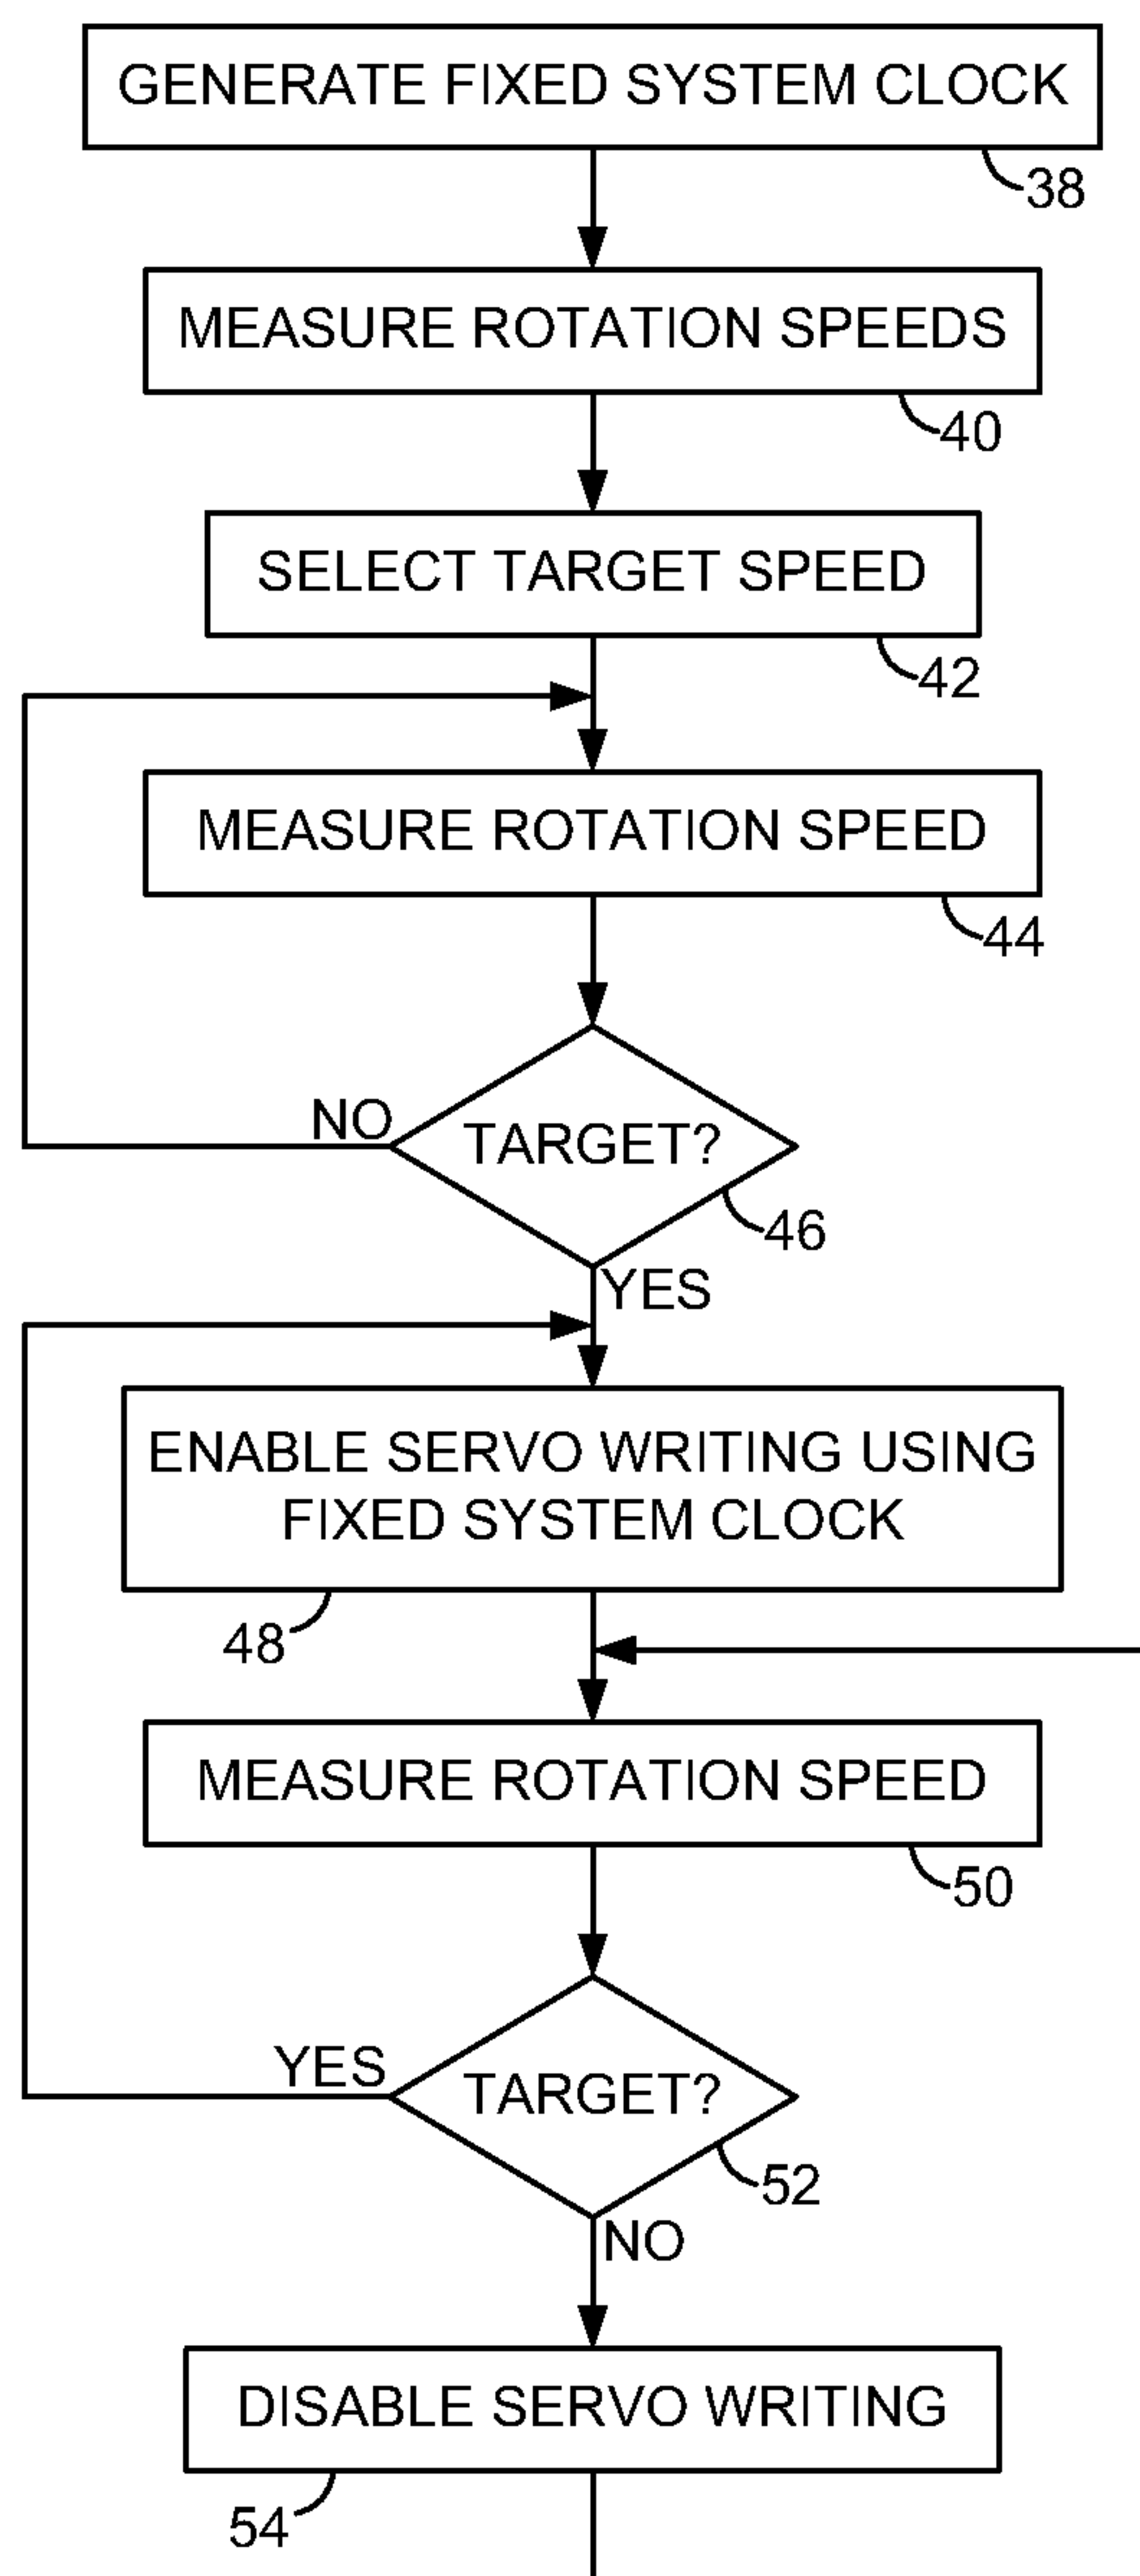 GENERATE FIXED SYSTEM CLOCK
38
MEASURE ROTATION SPEEDS
40
SELECT TARGET SPEED
42
MEASURE ROTATION SPEED
44
NO
TARGET?
46
YES
ENABLE SERVO WRITING USING
FIXED SYSTEM CLOCK
48
MEASURE ROTATION SPEED
50
YES
TARGET?
52
NO
DISABLE SERVO WRITING
54